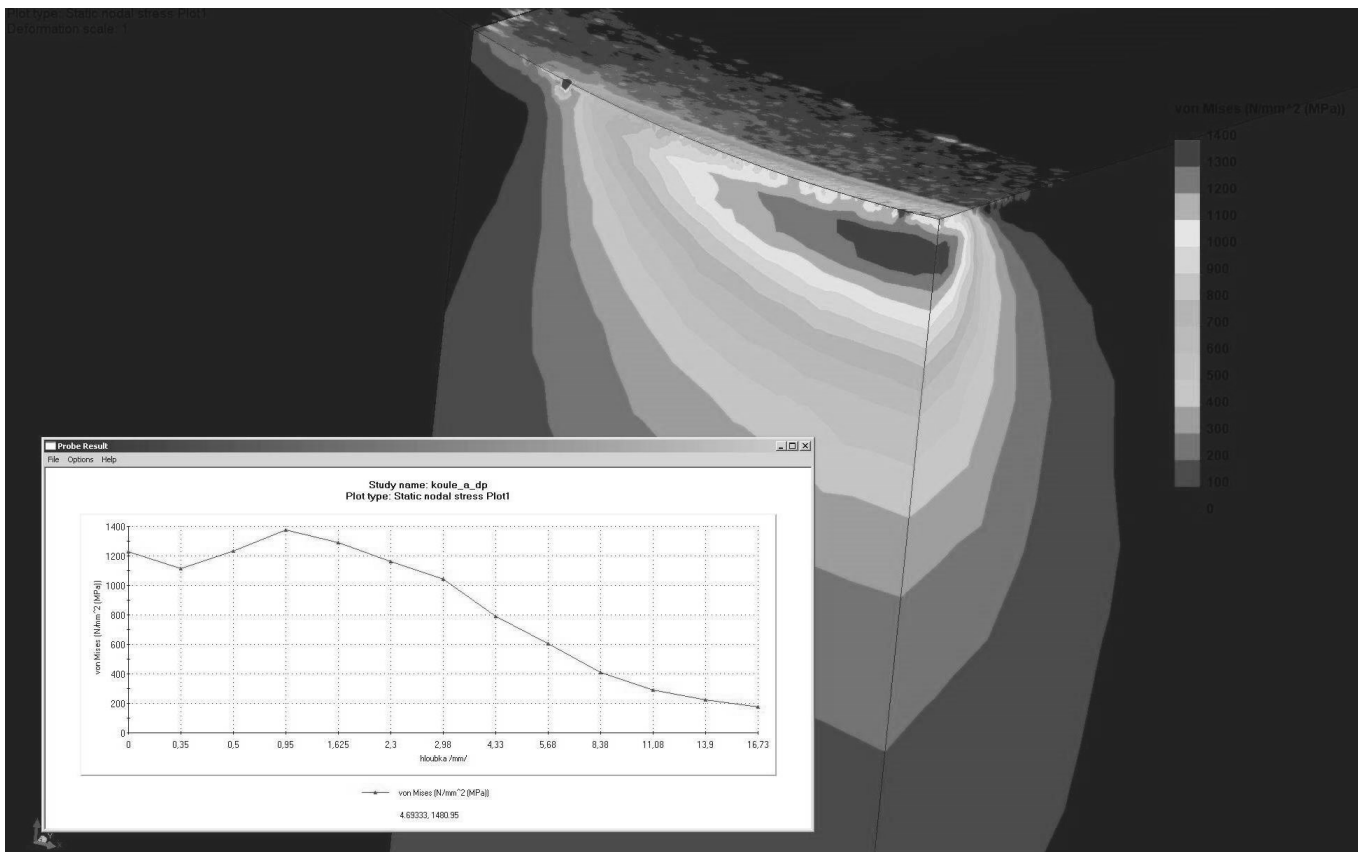 Plot type: Static nodal stress Plot1
Deformation scale: 1
von Mises (N/mm^2 (MPa))
1400
1300
1200
1100
1000
900
800
700
600
500
400
300
200
100
0
Probe Result
File Options Help
Study name: koule_a_dp
Plot type: Static nodal stress Plot1
von Mises (N/mm^2 (MPa))
1400
1200
1000
800
600
400
200
0
0 0,35 0,5 0,95 1,625 2,3 2,98 4,33 5,68 8,38 11,08 13,9 16,73
hloubka /mm/
von Mises (N/mm^2 (MPa))
4.69333, 1480.95